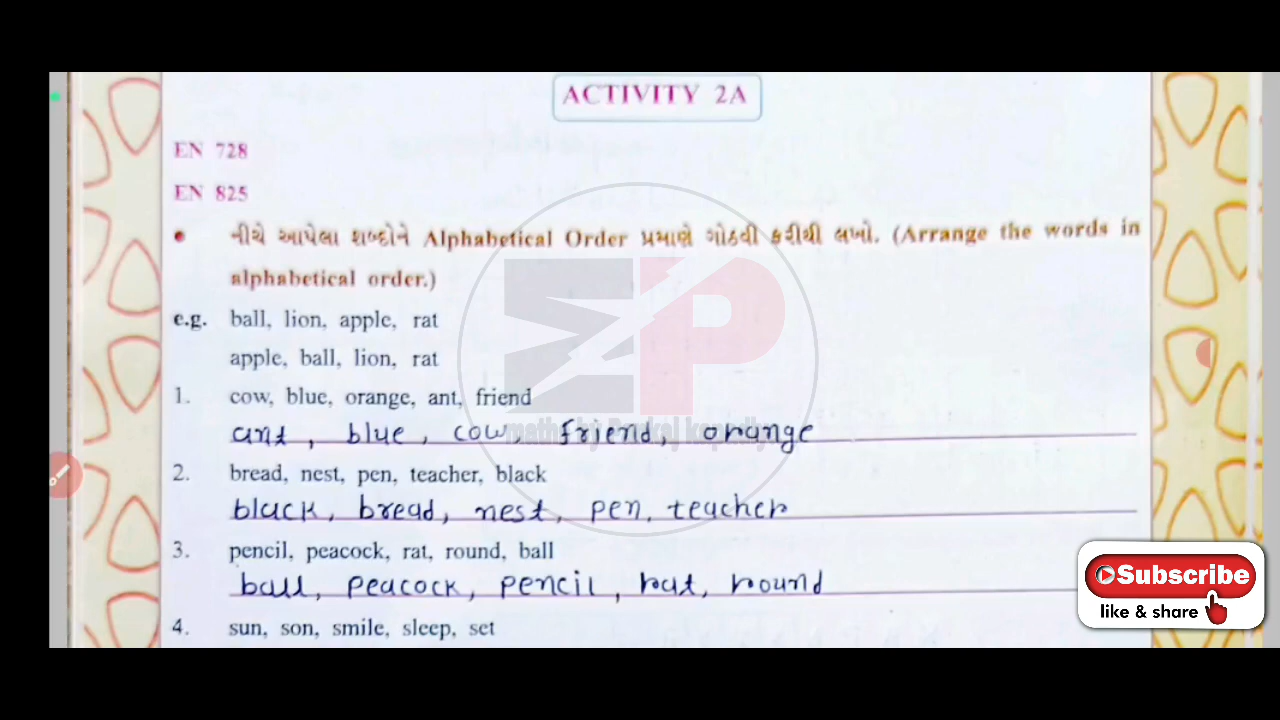 ACTIVITY 2A
EN 728
EN 825
• નીચે આપેલા શબ્દોને Alphabetical Order પ્રમાણે ગોઠવી ફરીથી લખો. (Arrange the words in
alphabetical order.)
e.g. ball, lion, apple, rat
apple, ball, lion, rat
1. cow, blue, orange, ant, friend
ant, blue, cow friend, orange
2. bread, nest, pen, teacher, black
black, bread, nest, pen, teacher
3. pencil, peacock, rat, round, ball
ball, peacock, pencil, rat, round
4. sun, son, smile, sleep, set
Subscribe
like & share